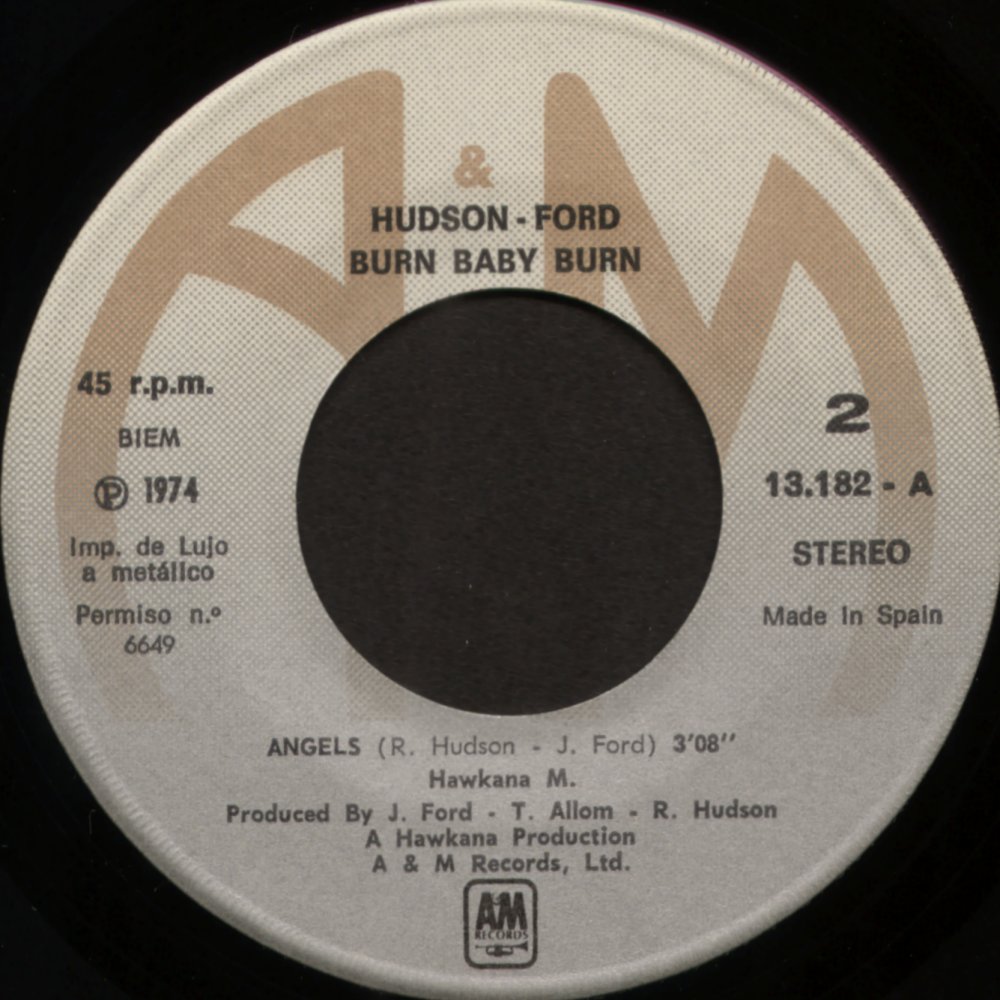 A & M
HUDSON - FORD
BURN BABY BURN
45 r.p.m.
BIEM
Ⓟ 1974
Imp. de Lujo
a metálico
Permiso n.º
6649
2
13.182 - A
STEREO
Made in Spain
ANGELS (R. Hudson - J. Ford) 3'08''
Hawkana M.
Produced By J. Ford - T. Allom - R. Hudson
A Hawkana Production
A & M Records, Ltd.
A&M
RECORDS